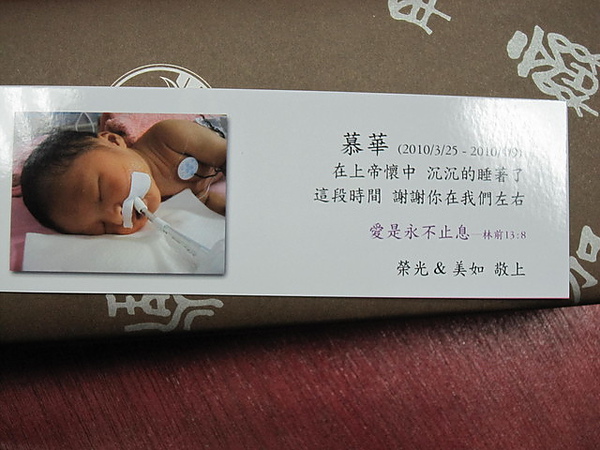 慕華 (2010/3/25 - 2010/
在上帝懷中 沉沉的睡著了
這段時間 謝謝你在我們左右
愛是永不止息—林前13:8
榮光 & 美如 敬上